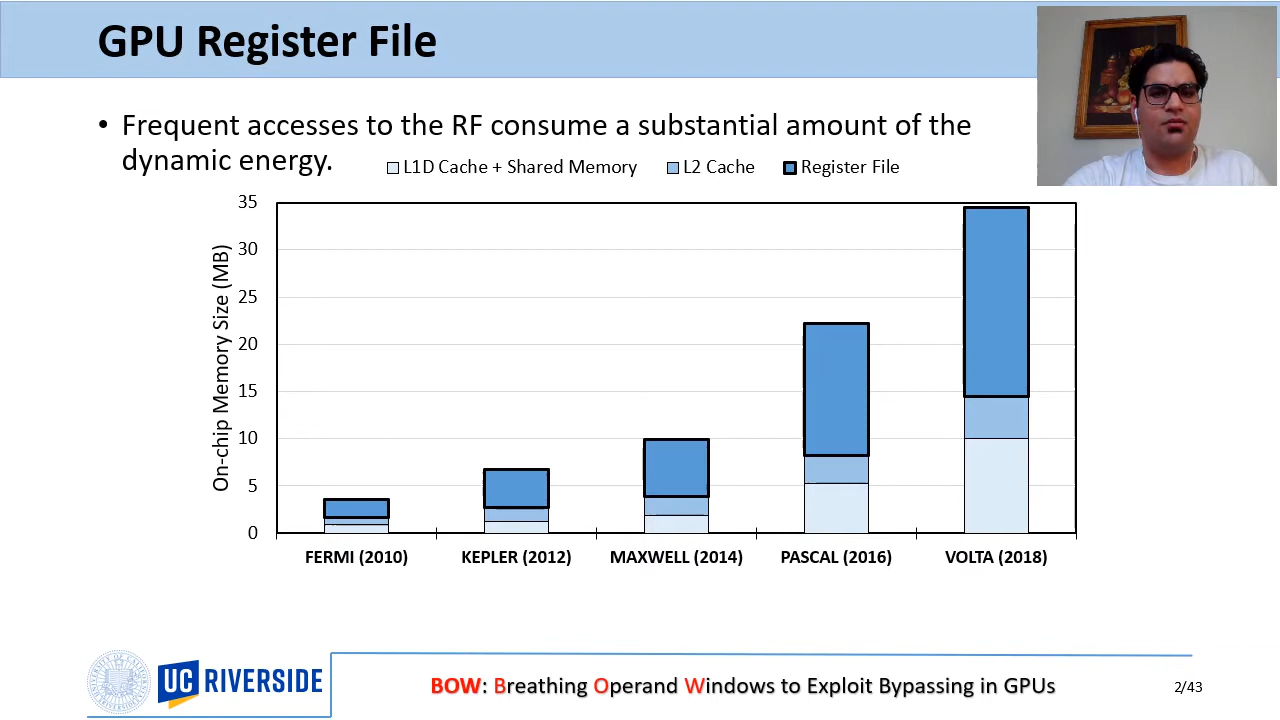 GPU Register File
• Frequent accesses to the RF consume a substantial amount of the
dynamic energy.
L1D Cache + Shared Memory
L2 Cache
Register File
On-chip Memory Size (MB)
35
30
25
20
15
10
5
0
FERMI (2010)
KEPLER (2012)
MAXWELL (2014)
PASCAL (2016)
VOLTA (2018)
UC RIVERSIDE
BOW: Breathing Operand Windows to Exploit Bypassing in GPUs
2/43